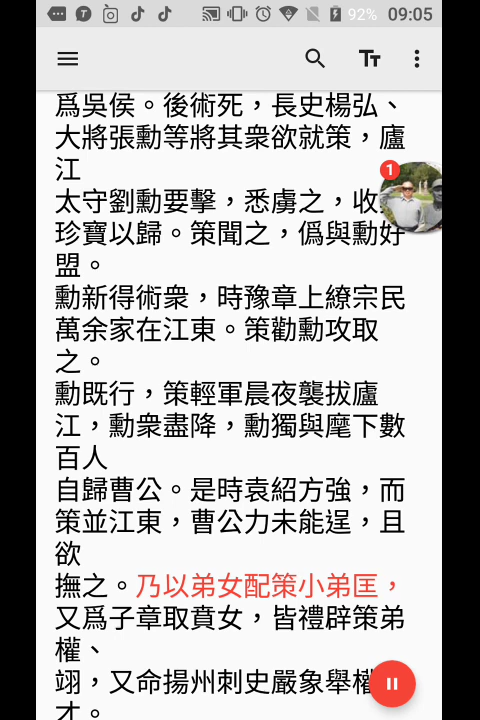 92% 09:05
爲吳侯。後術死，長史楊弘、
大將張勳等將其衆欲就策，廬
江
太守劉勳要擊，悉虜之，收
1
珍寶以歸。策聞之，僞與勳好
盟。
勳新得術衆，時豫章上繚宗民
萬余家在江東。策勸勳攻取
之。
勳既行，策輕軍晨夜襲拔廬
江，勳衆盡降，勳獨與麾下數
百人
自歸曹公。是時袁紹方強，而
策並江東，曹公力未能逞，且
欲
撫之。乃以弟女配策小弟匡，
又爲子章取賁女，皆禮辟策弟
權、
翊，又命揚州刺史嚴象舉權
才。